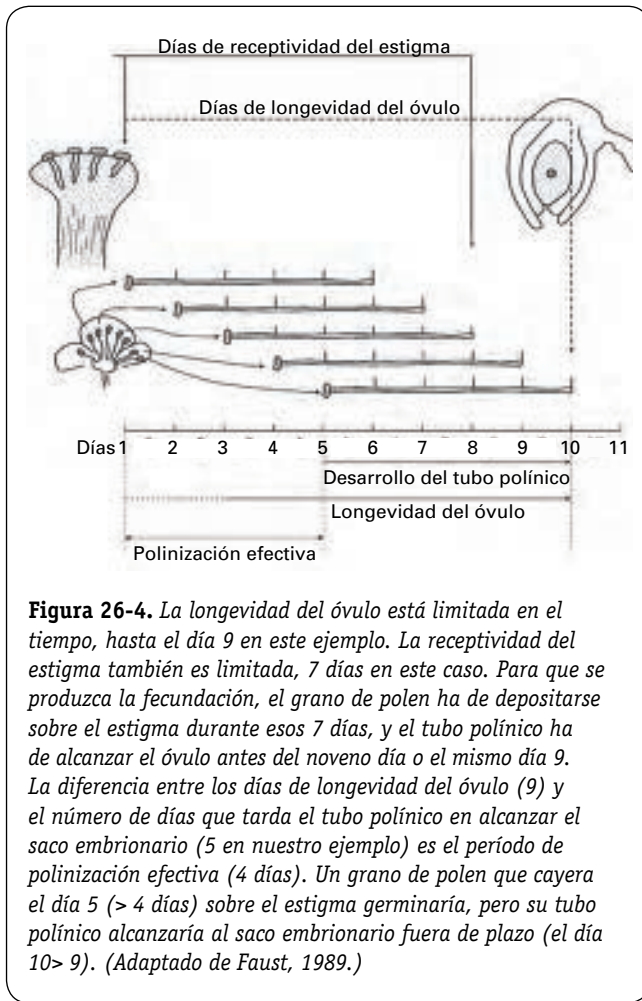 Días de receptividad del estigma
Días de longevidad del óvulo
Días 1 2 3 4 5 6 7 8 9 10 11
Desarrollo del tubo polínico
Longevidad del óvulo
Polinización efectiva
Figura 26-4. La longevidad del óvulo está limitada en el
tiempo, hasta el día 9 en este ejemplo. La receptividad del
estigma también es limitada, 7 días en este caso. Para que se
produzca la fecundación, el grano de polen ha de depositarse
sobre el estigma durante esos 7 días, y el tubo polínico ha
de alcanzar el óvulo antes del noveno día o el mismo día 9.
La diferencia entre los días de longevidad del óvulo (9) y
el número de días que tarda el tubo polínico en alcanzar el
saco embrionario (5 en nuestro ejemplo) es el período de
polinización efectiva (4 días). Un grano de polen que cayera
el día 5 (> 4 días) sobre el estigma germinaría, pero su tubo
polínico alcanzaría al saco embrionario fuera de plazo (el día
10> 9). (Adaptado de Faust, 1989.)